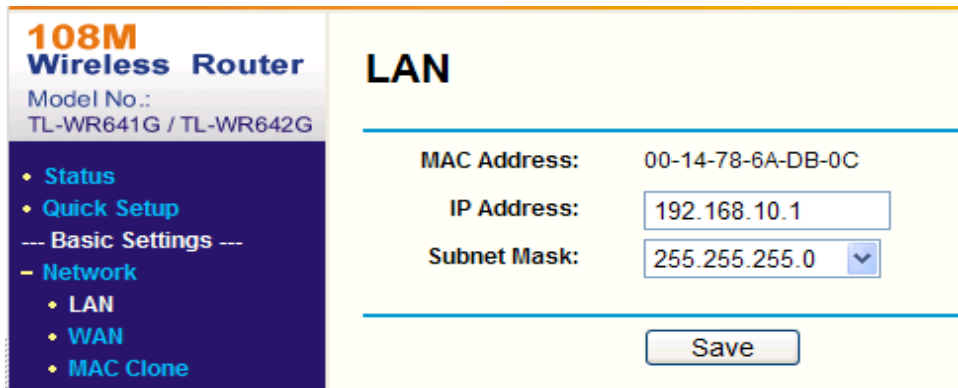 108M
Wireless Router
Model No.:
TL-WR641G / TL-WR642G
• Status
• Quick Setup
--- Basic Settings ---
– Network
• LAN
• WAN
• MAC Clone
LAN
MAC Address: 00-14-78-6A-DB-0C
IP Address: 192.168.10.1
Subnet Mask: 255.255.255.0
Save